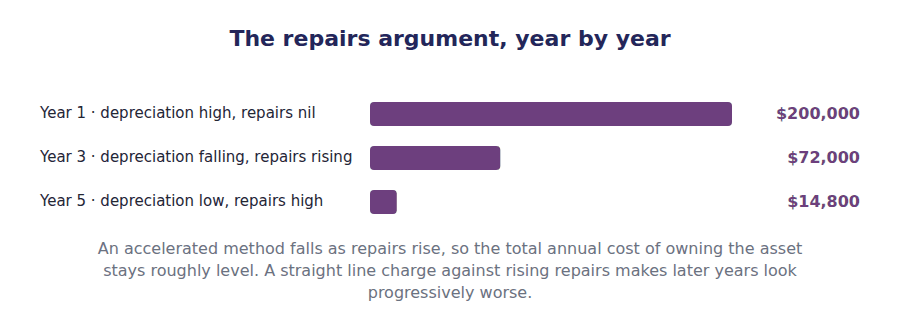 The repairs argument, year by year
Year 1 · depreciation high, repairs nil $200,000
Year 3 · depreciation falling, repairs rising $72,000
Year 5 · depreciation low, repairs high $14,800
An accelerated method falls as repairs rise, so the total annual cost of owning the asset
stays roughly level. A straight line charge against rising repairs makes later years look
progressively worse.